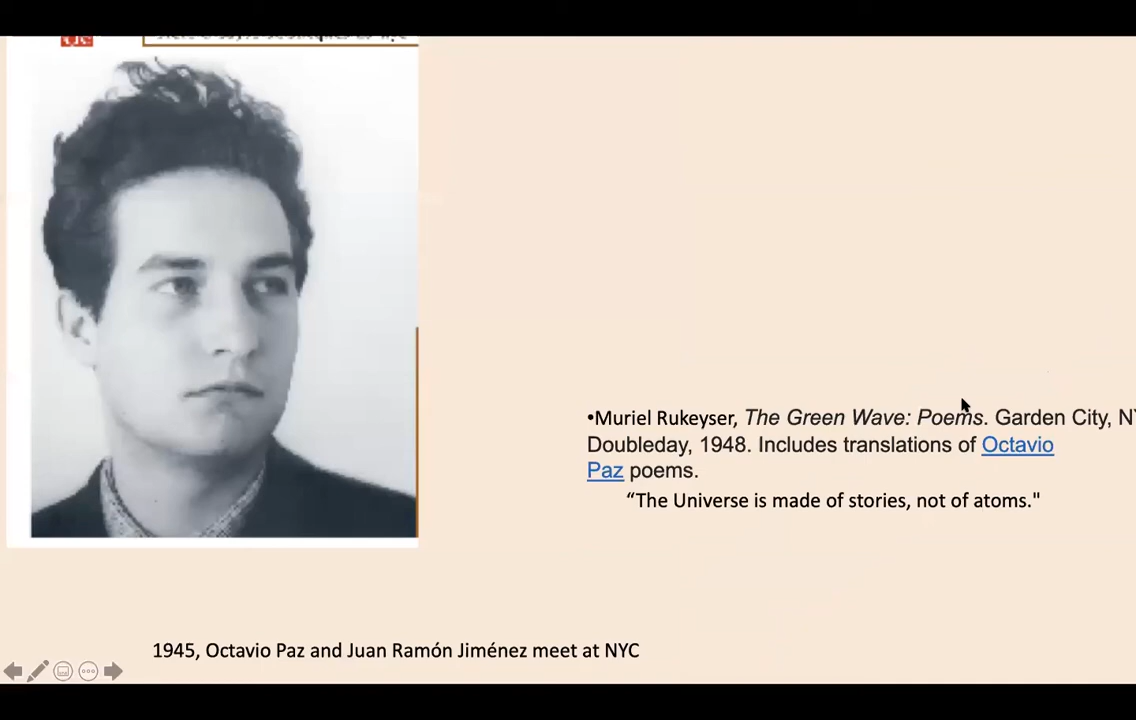 •Muriel Rukeyser, The Green Wave: Poems. Garden City, NY
Doubleday, 1948. Includes translations of Octavio
Paz poems.
“The Universe is made of stories, not of atoms."
1945, Octavio Paz and Juan Ramón Jiménez meet at NYC